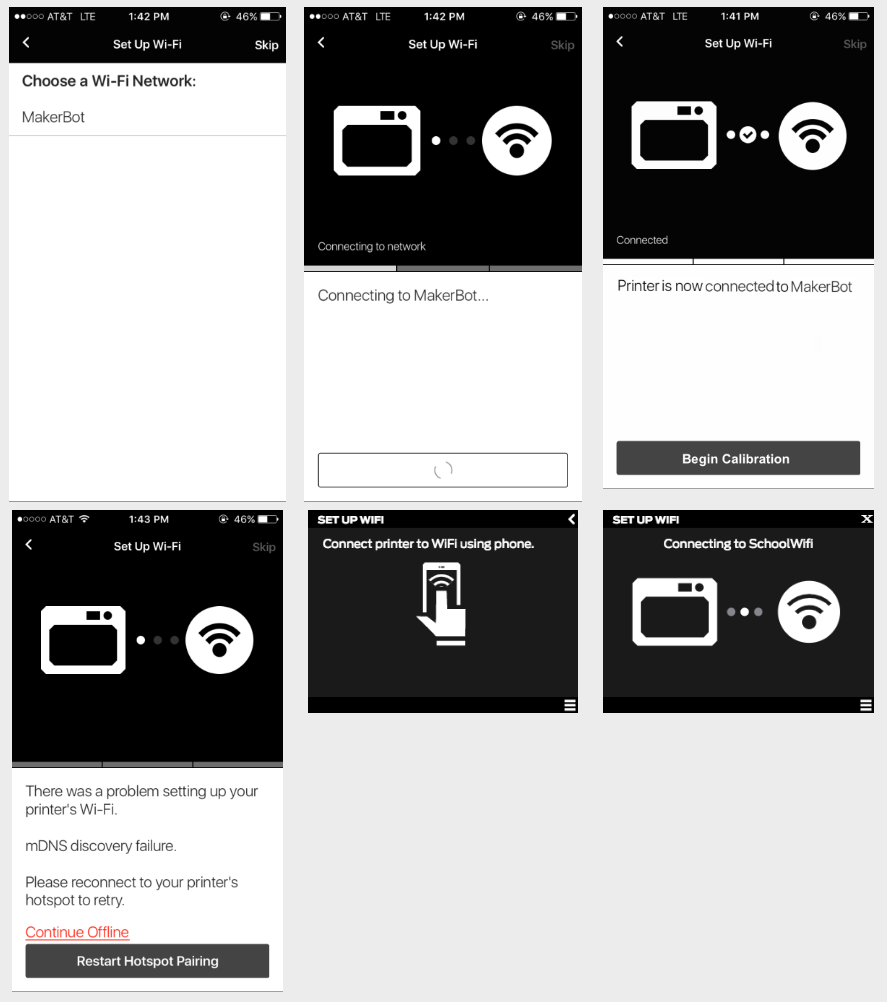 AT&T LTE 1:42 PM 46%
Set Up Wi-Fi Skip
Choose a Wi-Fi Network:
MakerBot
AT&T LTE 1:42 PM 46%
Set Up Wi-Fi Skip
Connecting to network
Connecting to MakerBot...
AT&T LTE 1:41 PM 46%
Set Up Wi-Fi Skip
Connected
Printer is now connected to MakerBot
Begin Calibration
AT&T 1:43 PM 46%
Set Up Wi-Fi Skip
There was a problem setting up your
printer's Wi-Fi.
mDNS discovery failure.
Please reconnect to your printer's
hotspot to retry.
Continue Offline
Restart Hotspot Pairing
SET UP WIFI
Connect printer to WiFi using phone.
SET UP WIFI X
Connecting to SchoolWifi